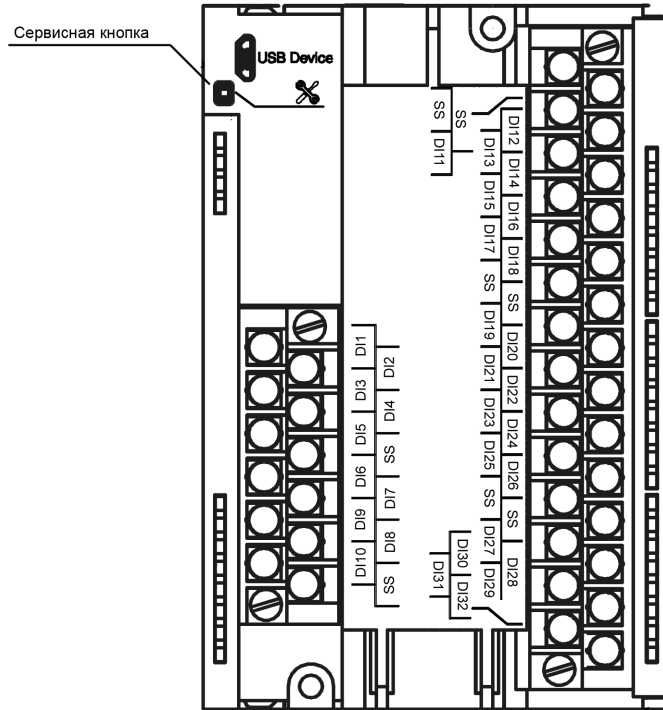 Сервисная кнопка
USB Device
SS
SS
DI11
DI12
DI13
DI14
DI15
DI16
DI17
DI18
SS
SS
DI19
DI20
DI21
DI22
DI23
DI24
DI25
DI26
SS
SS
DI27
DI28
DI29
DI30
DI31
DI32
DI1
DI2
DI3
DI4
DI5
SS
DI6
DI7
DI9
DI8
DI10
SS